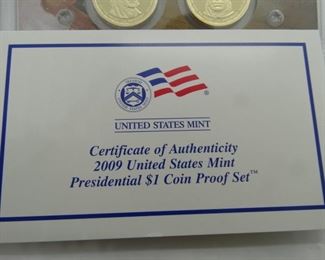 UNITED STATES MINT
Certificate of Authenticity
2009 United States Mint
Presidential $1 Coin Proof Set™